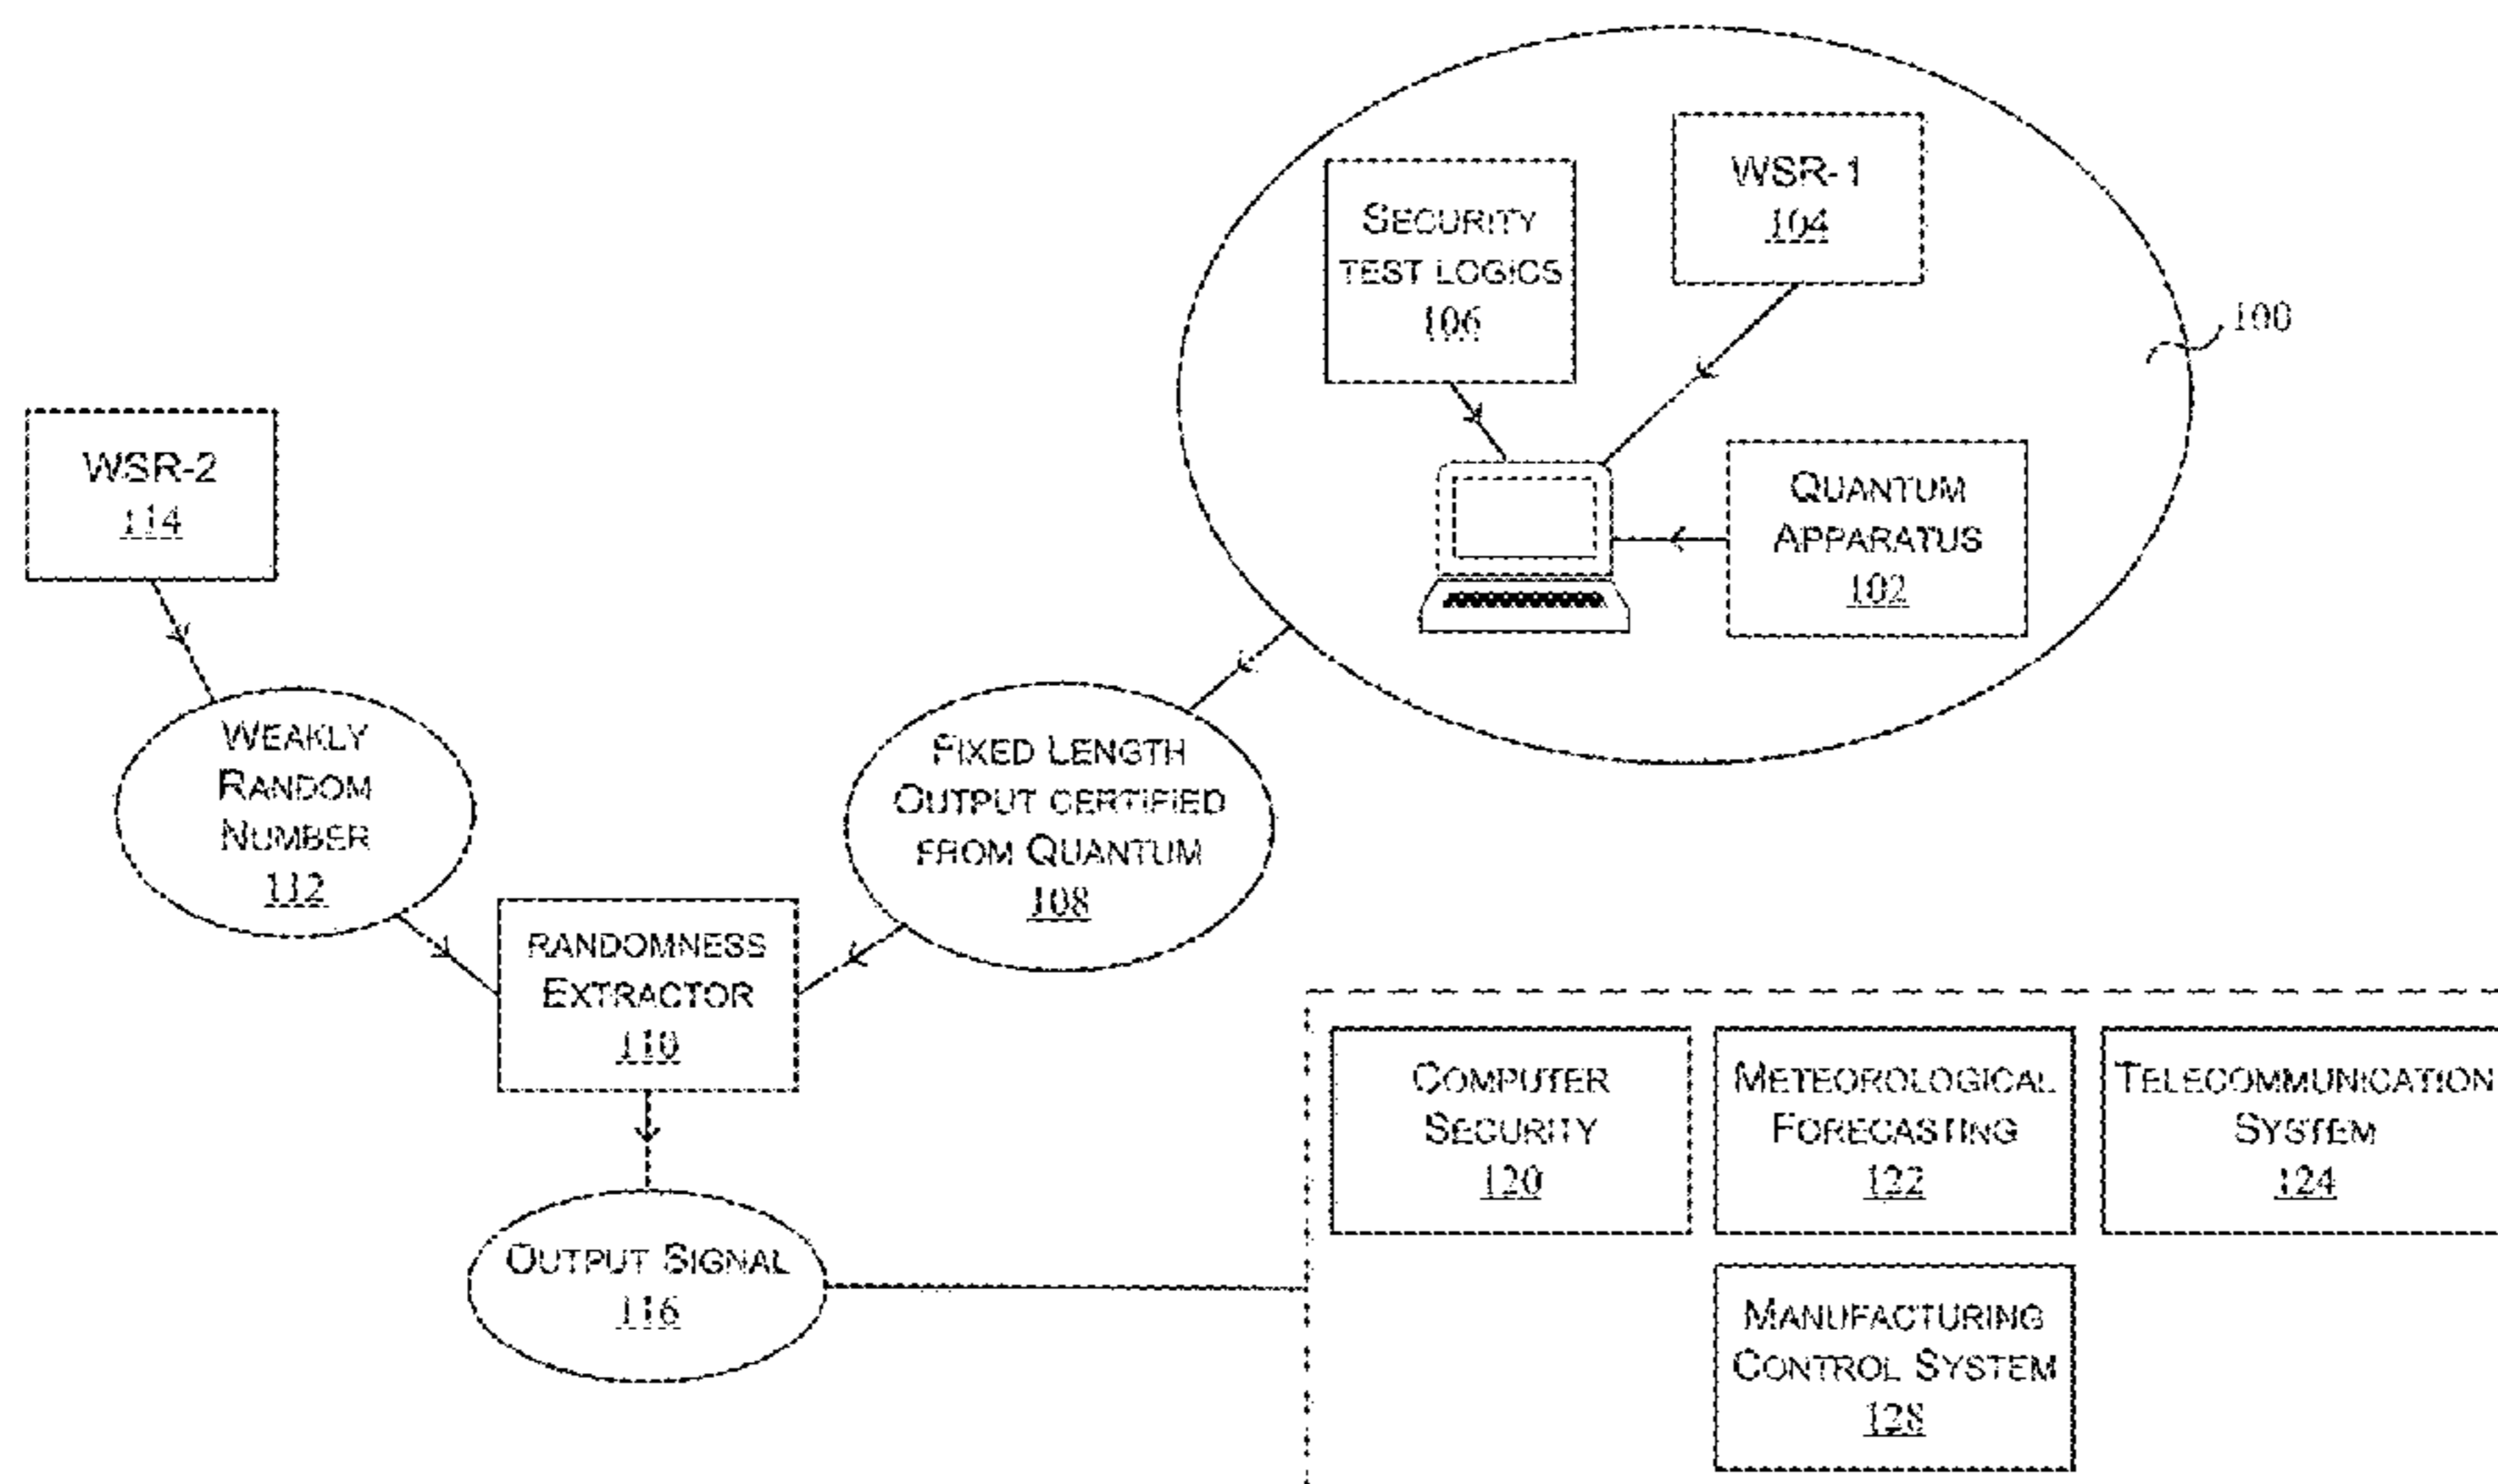 WSR-1
104
SECURITY
TEST LOGICS
106
100
WSR-2
114
QUANTUM
APPARATUS
102
WEAKLY
RANDOM
NUMBER
112
FIXED LENGTH
OUTPUT CERTIFIED
FROM QUANTUM
108
RANDOMNESS
EXTRACTOR
110
COMPUTER
SECURITY
120
METEOROLOGICAL
FORECASTING
122
TELECOMMUNICATION
SYSTEM
124
OUTPUT SIGNAL
116
MANUFACTURING
CONTROL SYSTEM
128